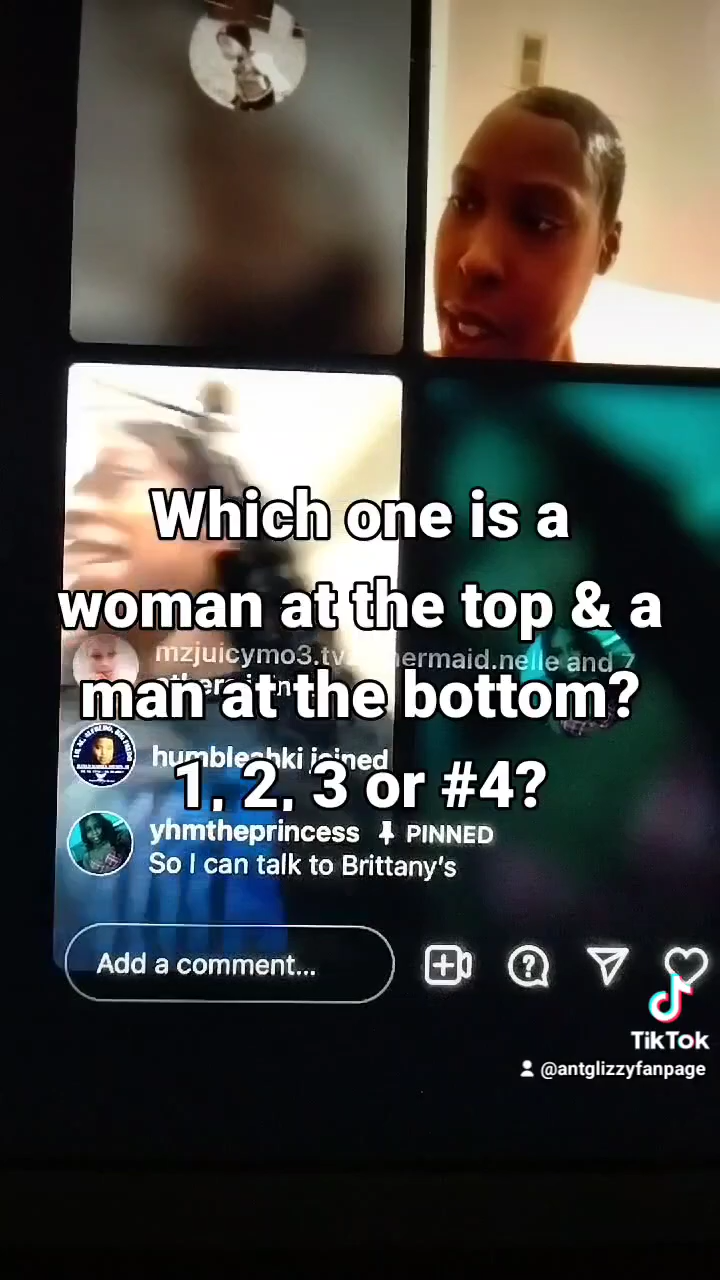 Which one is a
woman at the top & a
man at the bottom?
1, 2, 3 or #4?
mzjuicymo3.tv ermaid.nelle and 7
humbleahki joined
yhmtheprincess PINNED
So I can talk to Brittany's
Add a comment...
TikTok
@antglizzyfanpage